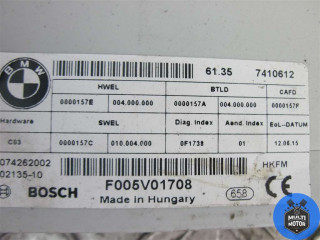 BMW
61.35 7410612
HWEL BTLD CAFD
0000157E 004.000.000 0000157A 004.000.000 0000157F
Hardware SWEL Diag. Index Aend. Index EoL-DATUM
C03 0000157C 010.004.000 0F1738 01 12.06.15
074262002
02135-10 HKFM
BOSCH F005V01708 658 CE
Made in Hungary
MULTI
MOTOR